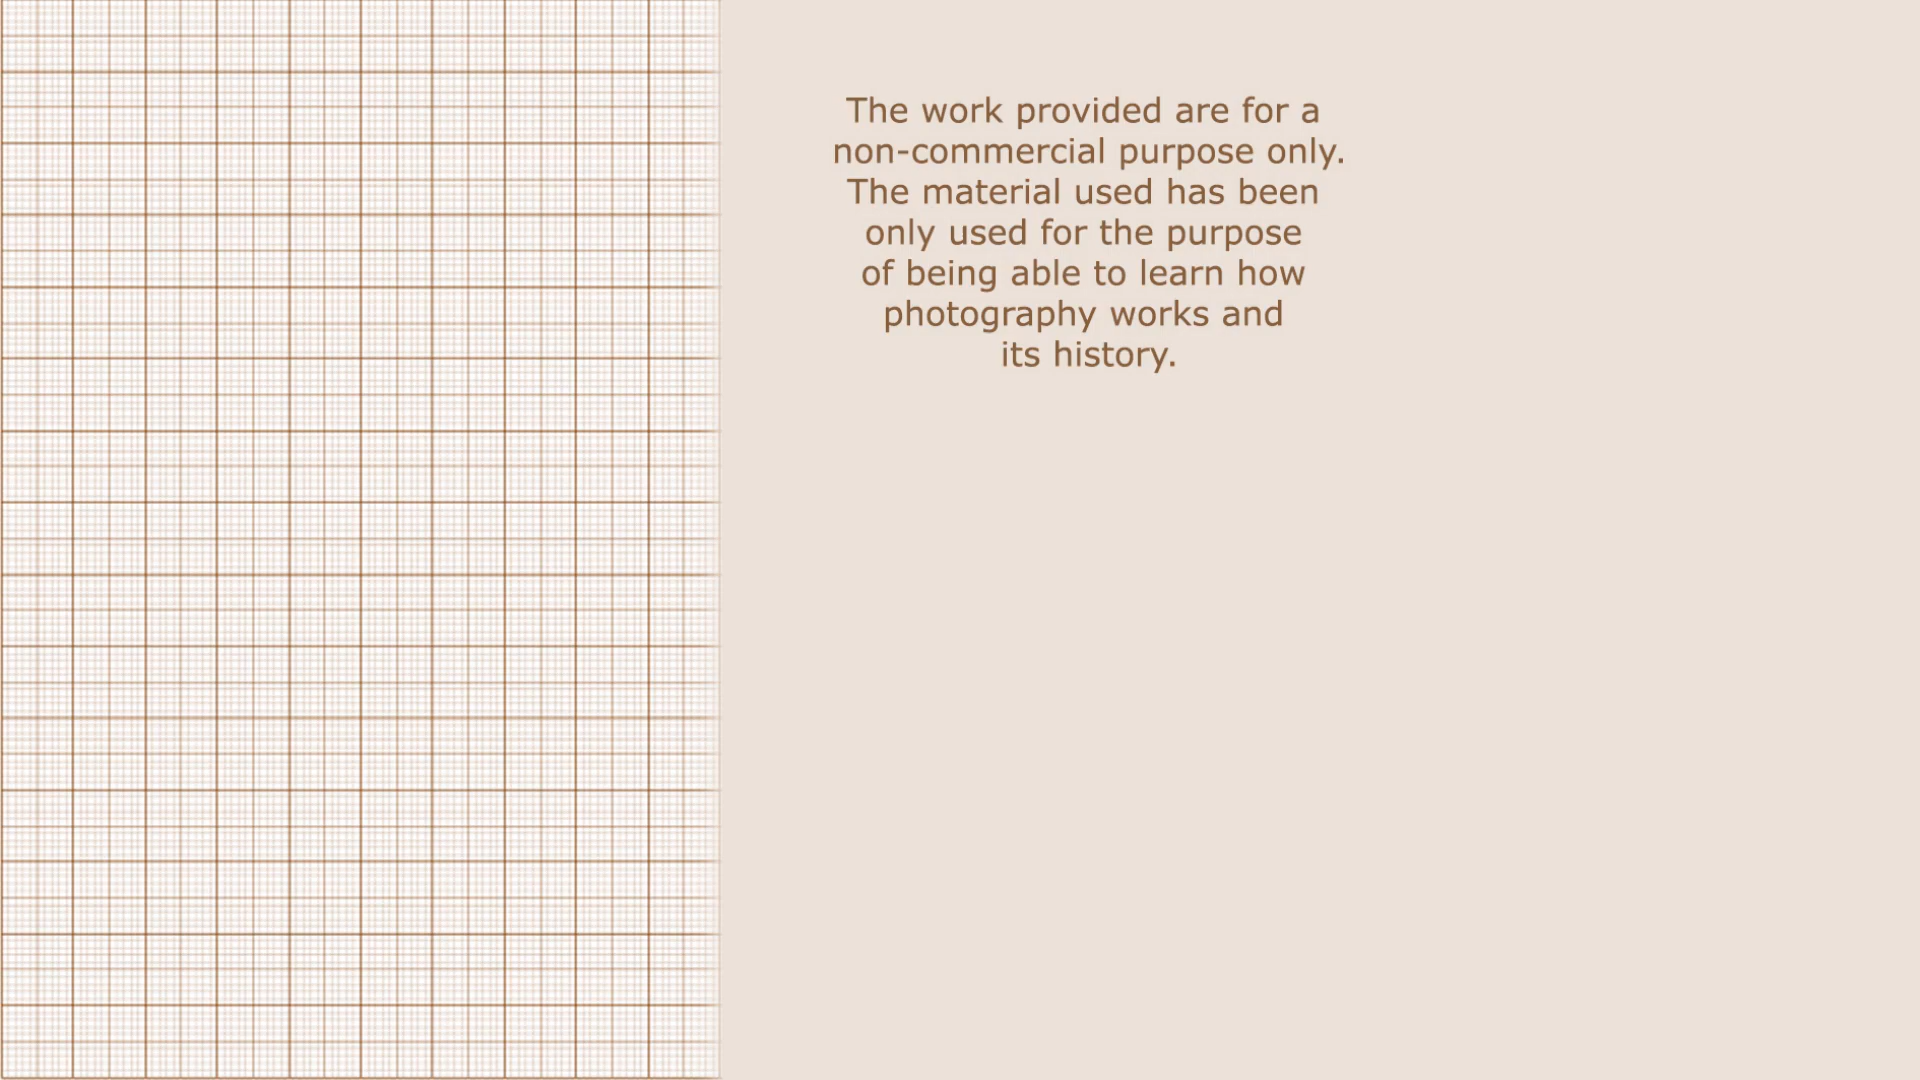 The work provided are for a
non-commercial purpose only.
The material used has been
only used for the purpose
of being able to learn how
photography works and
its history.